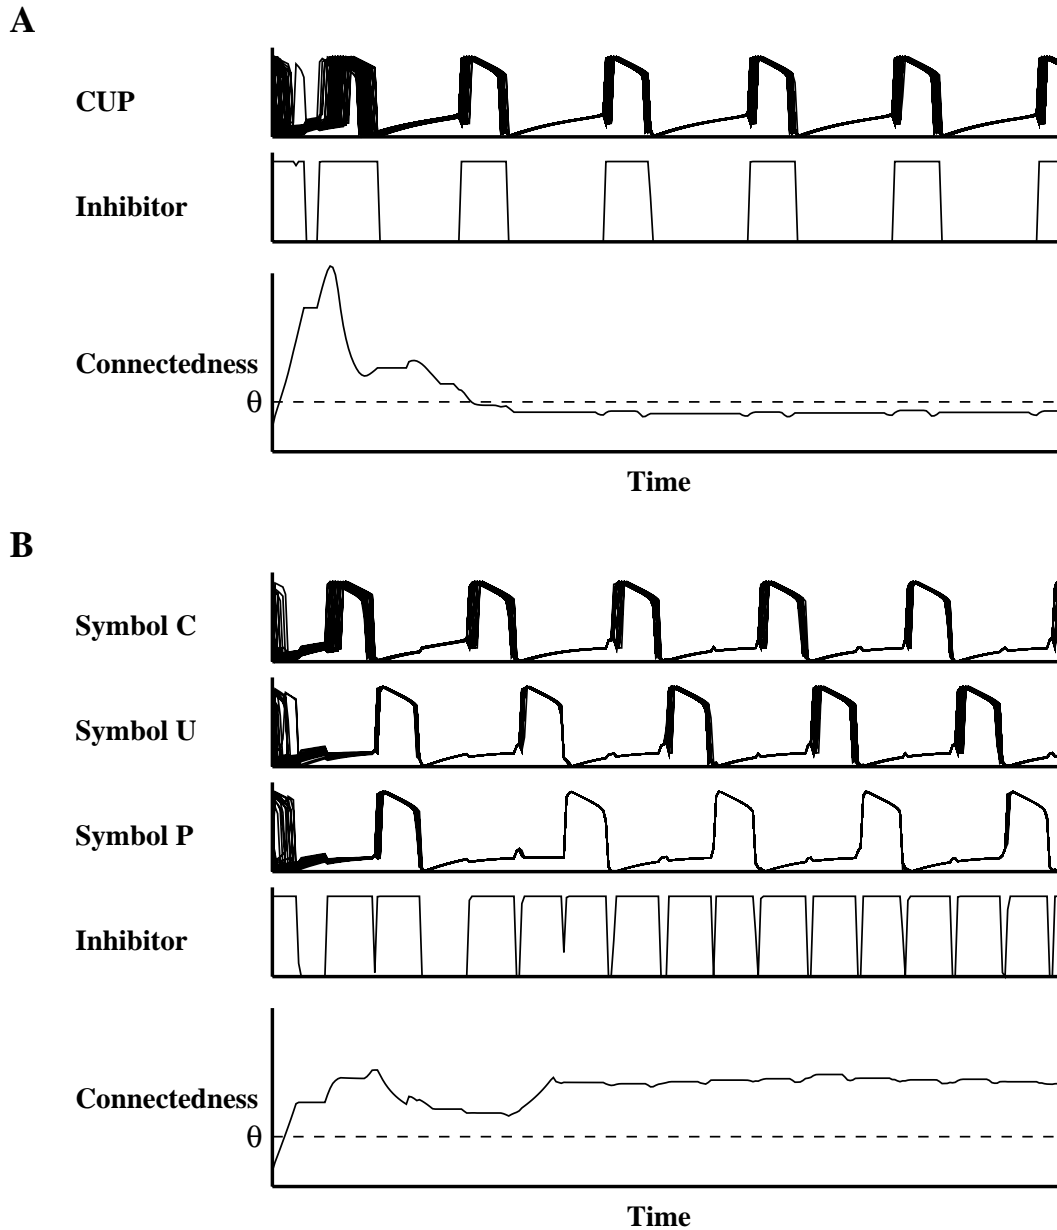 A
CUP
Inhibitor
Connectedness
θ
Time
B
Symbol C
Symbol U
Symbol P
Inhibitor
Connectedness
θ
Time